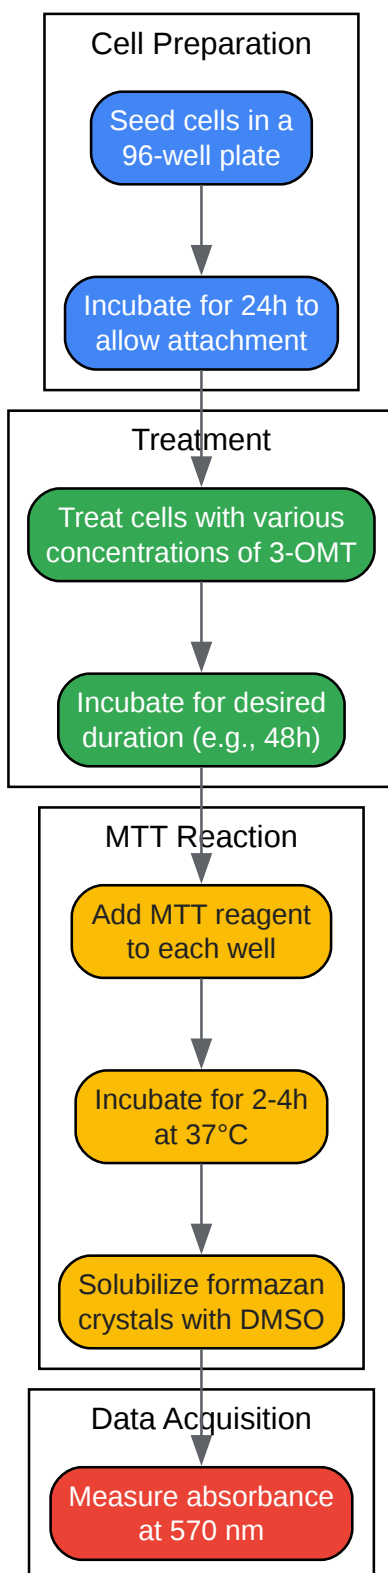 Cell Preparation
Seed cells in a
96-well plate
Incubate for 24h to
allow attachment
Treatment
Treat cells with various
concentrations of 3-OMT
Incubate for desired
duration (e.g., 48h)
MTT Reaction
Add MTT reagent
to each well
Incubate for 2-4h
at 37°C
Solubilize formazan
crystals with DMSO
Data Acquisition
Measure absorbance
at 570 nm